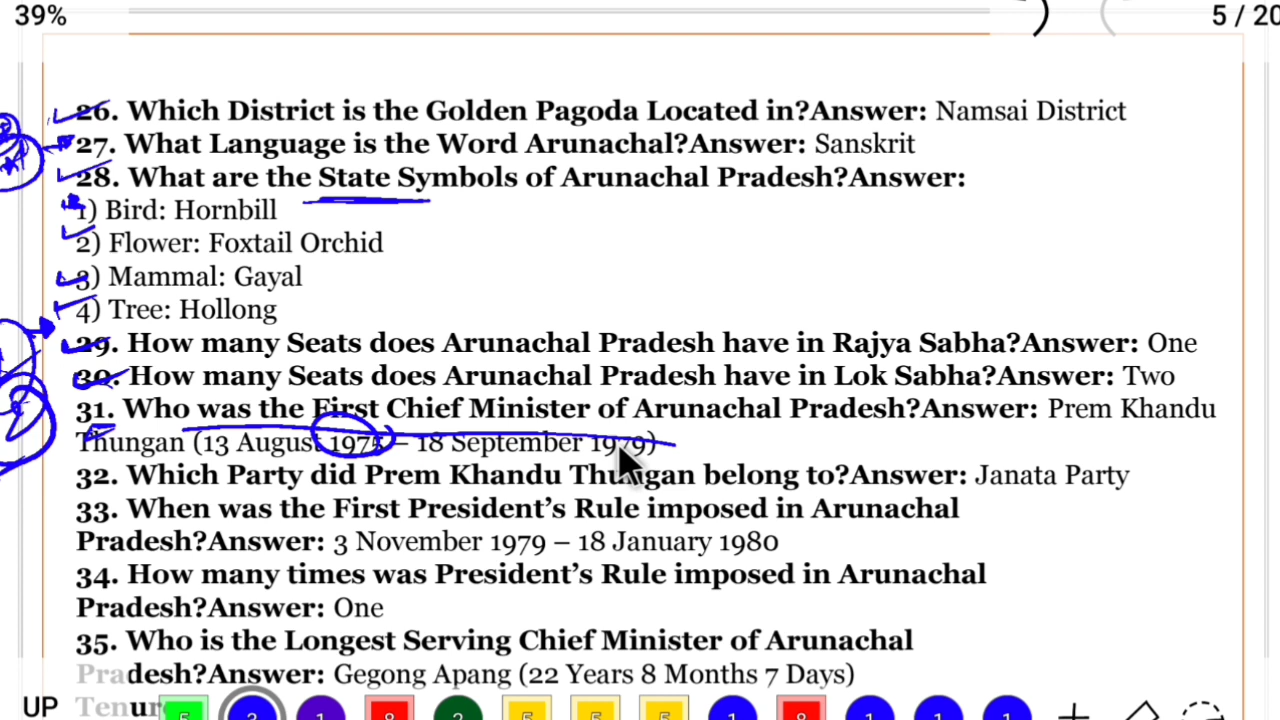 39%
5 / 20
26. Which District is the Golden Pagoda Located in?Answer: Namsai District
27. What Language is the Word Arunachal?Answer: Sanskrit
28. What are the State Symbols of Arunachal Pradesh?Answer:
1) Bird: Hornbill
2) Flower: Foxtail Orchid
3) Mammal: Gayal
4) Tree: Hollong
29. How many Seats does Arunachal Pradesh have in Rajya Sabha?Answer: One
30. How many Seats does Arunachal Pradesh have in Lok Sabha?Answer: Two
31. Who was the First Chief Minister of Arunachal Pradesh?Answer: Prem Khandu
Thungan (13 August 1975 – 18 September 1979)
32. Which Party did Prem Khandu Thungan belong to?Answer: Janata Party
33. When was the First President’s Rule imposed in Arunachal
Pradesh?Answer: 3 November 1979 – 18 January 1980
34. How many times was President’s Rule imposed in Arunachal
Pradesh?Answer: One
35. Who is the Longest Serving Chief Minister of Arunachal
Pradesh?Answer: Gegong Apang (22 Years 8 Months 7 Days)
UP